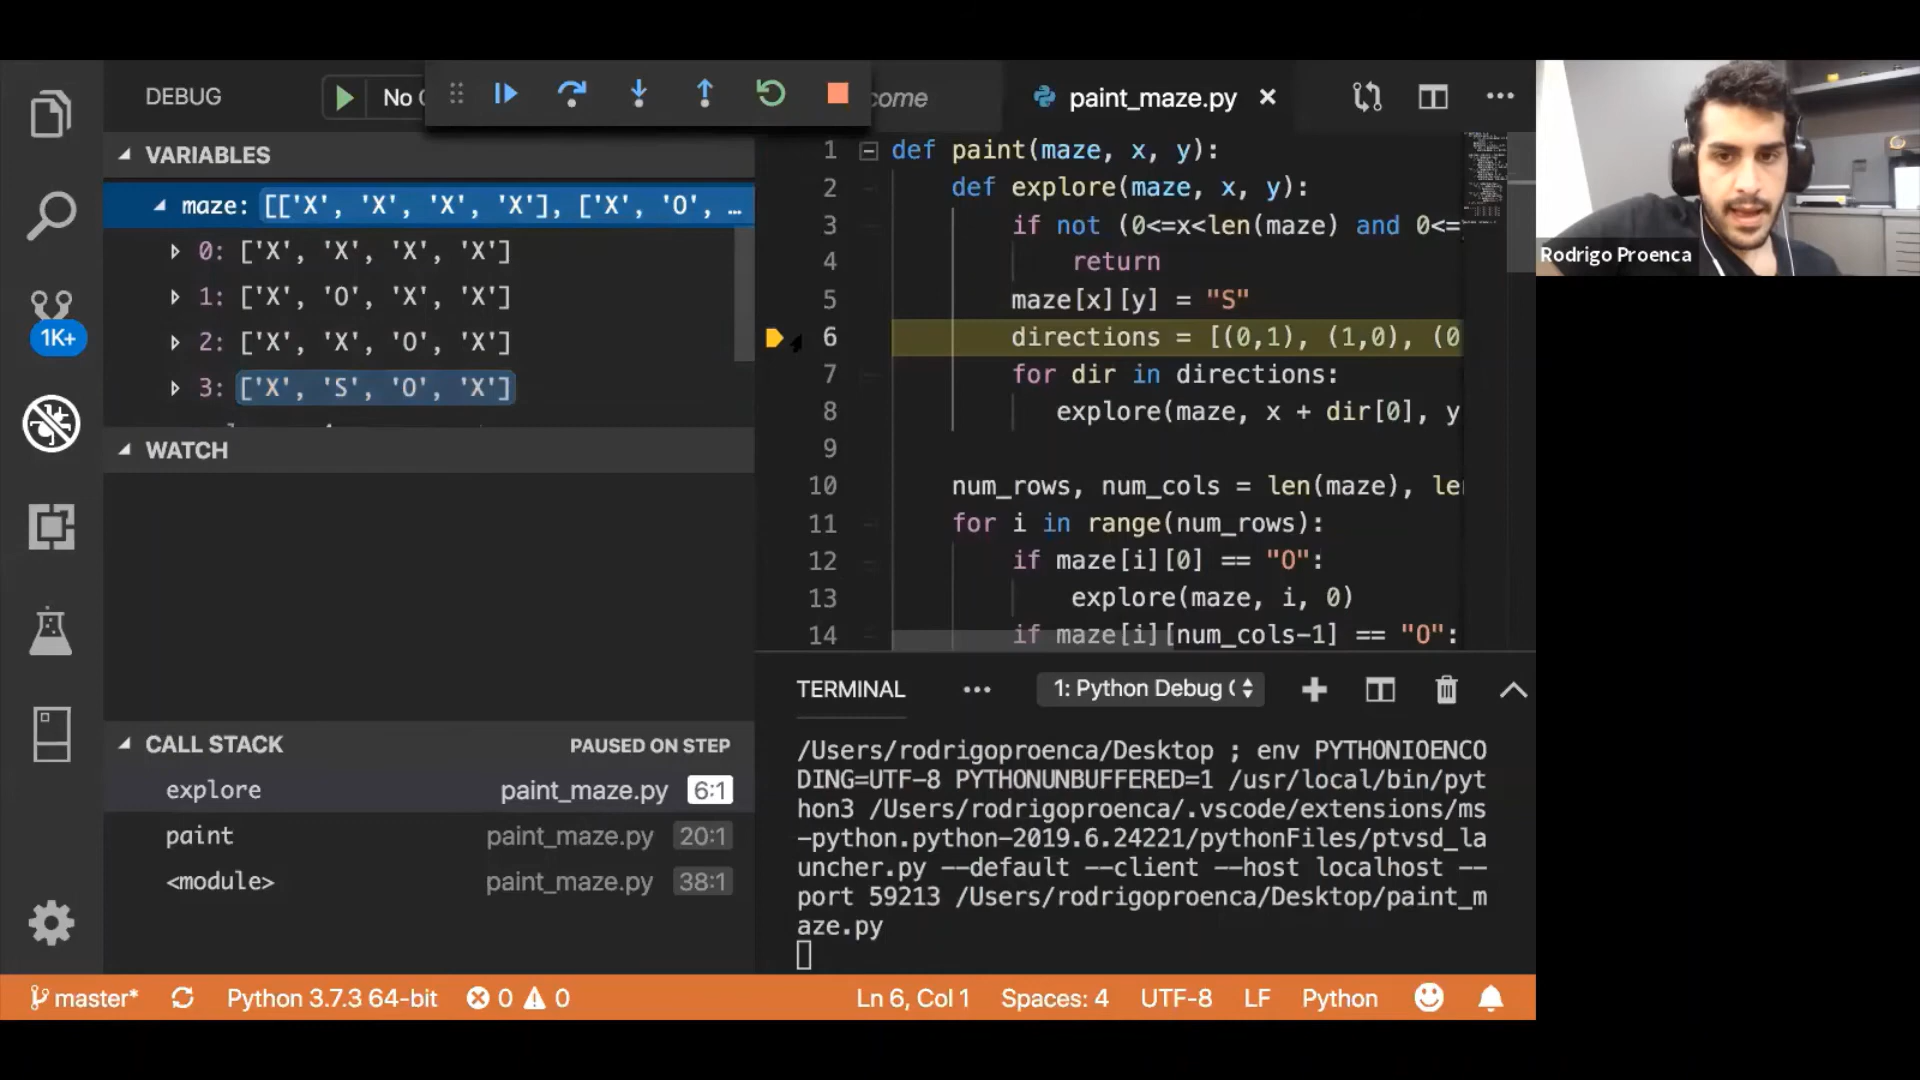 DEBUG
No C
come
paint_maze.py
VARIABLES
maze: [['X', 'X', 'X', 'X'], ['X', 'O', …
0: ['X', 'X', 'X', 'X']
1: ['X', 'O', 'X', 'X']
2: ['X', 'X', 'O', 'X']
3: ['X', 'S', 'O', 'X']
WATCH
CALL STACK
PAUSED ON STEP
explore paint_maze.py 6:1
paint paint_maze.py 20:1
<module> paint_maze.py 38:1
1K+
1 def paint(maze, x, y):
2 def explore(maze, x, y):
3 if not (0<=x<len(maze) and 0<=
4 return
5 maze[x][y] = "S"
6 directions = [(0,1), (1,0), (0
7 for dir in directions:
8 explore(maze, x + dir[0], y
9
10 num_rows, num_cols = len(maze), le
11 for i in range(num_rows):
12 if maze[i][0] == "O":
13 explore(maze, i, 0)
14 if maze[i][num_cols-1] == "O":
TERMINAL
1: Python Debug (
/Users/rodrigoproenca/Desktop ; env PYTHONIOENCO
DING=UTF-8 PYTHONUNBUFFERED=1 /usr/local/bin/pyt
hon3 /Users/rodrigoproenca/.vscode/extensions/ms
-python.python-2019.6.24221/pythonFiles/ptvsd_la
uncher.py --default --client --host localhost --
port 59213 /Users/rodrigoproenca/Desktop/paint_m
aze.py
master* Python 3.7.3 64-bit 0 0 Ln 6, Col 1 Spaces: 4 UTF-8 LF Python
Rodrigo Proenca